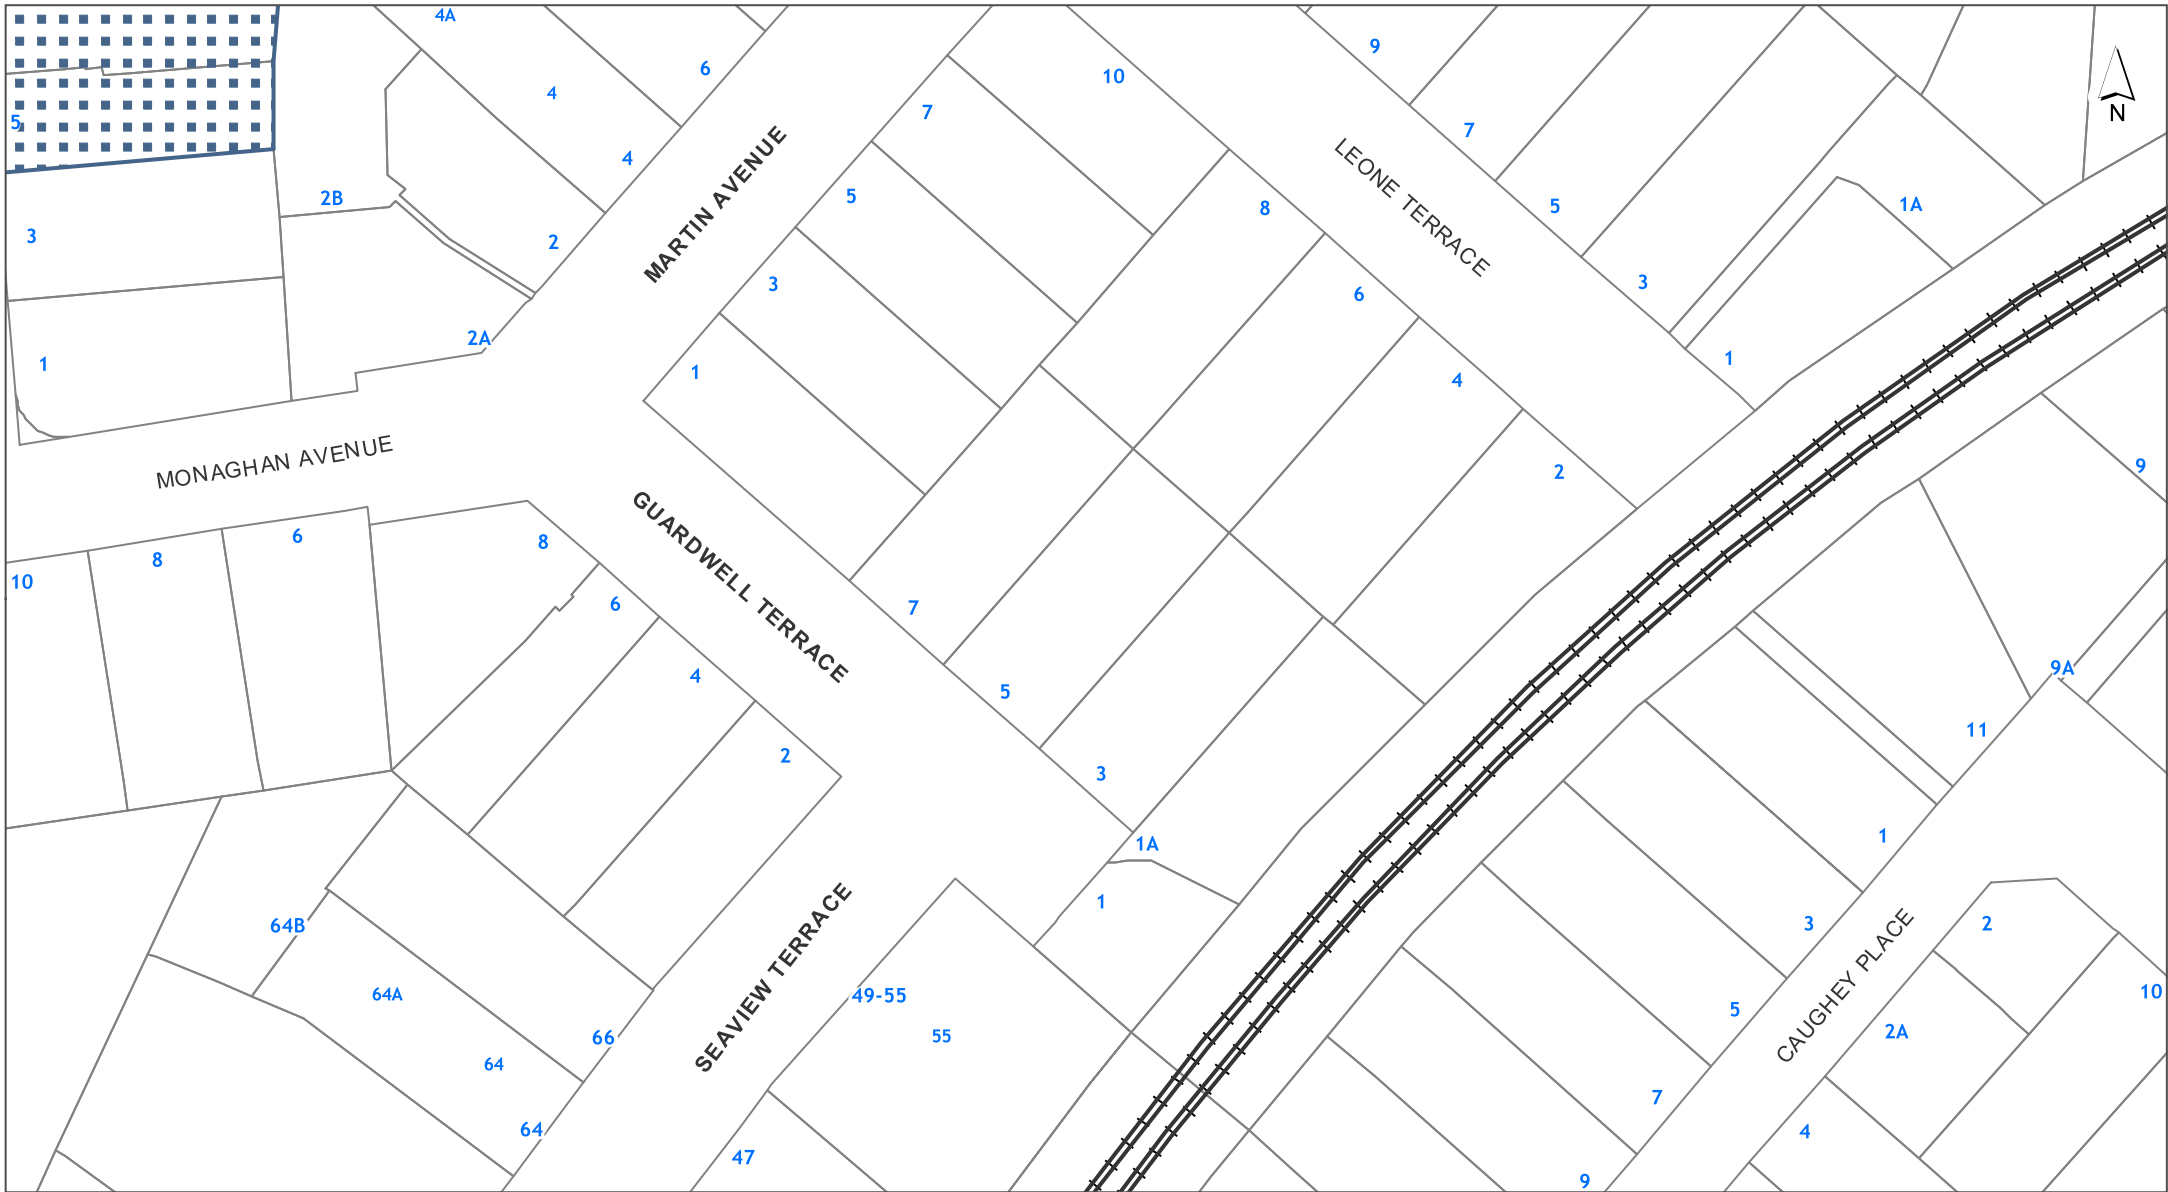 4A
9
6
10
4
7
N
7
5
4
5
2B
8
1A
3
2
MARTIN AVENUE
LEONE TERRACE
3
3
6
2A
1
1
1
4
MONAGHAN AVENUE
9
2
GUARDWELL TERRACE
6
8
8
10
6
7
9A
4
5
11
2
3
1
1A
1
64B
3
2
CAUGHEY PLACE
SEAVIEW TERRACE
64A
49-55
10
5
66
55
2A
64
7
64
4
47
9